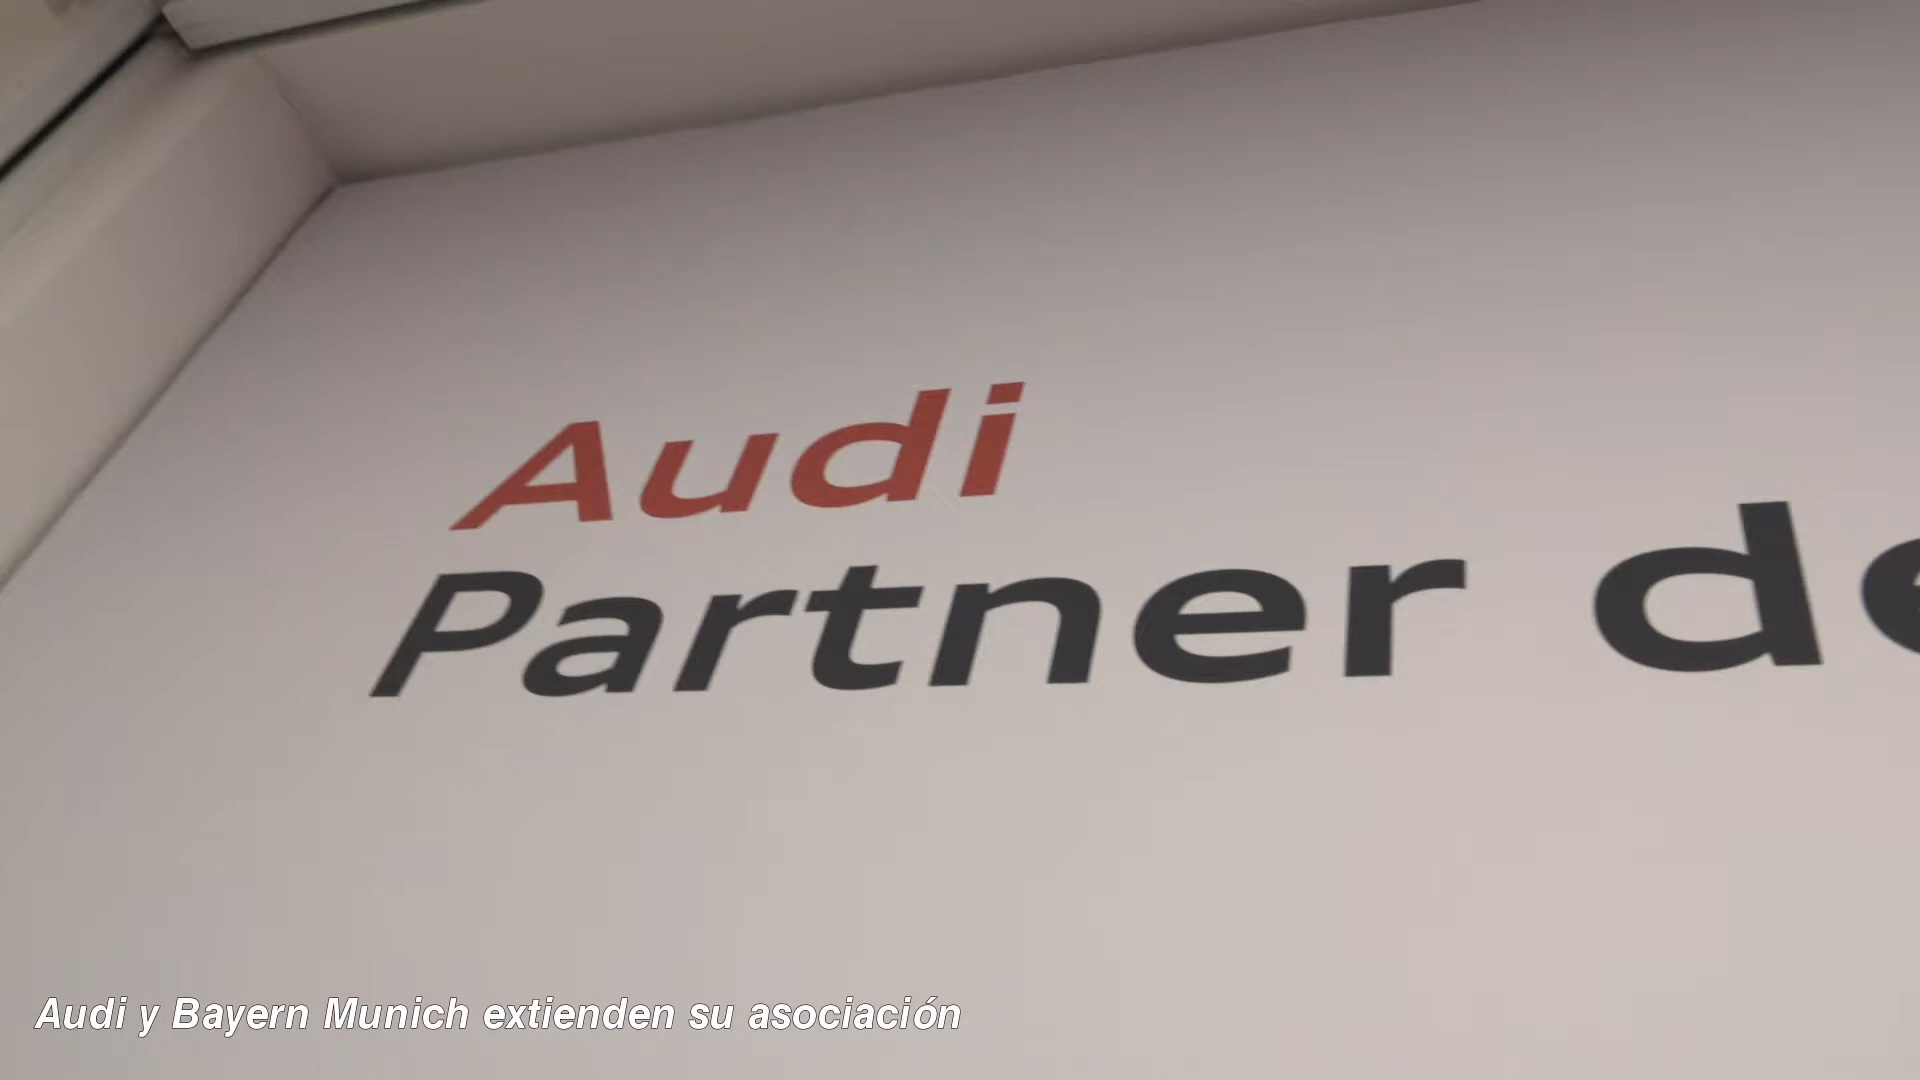 Audi
Partner
Audi y Bayern Munich extienden su asociación